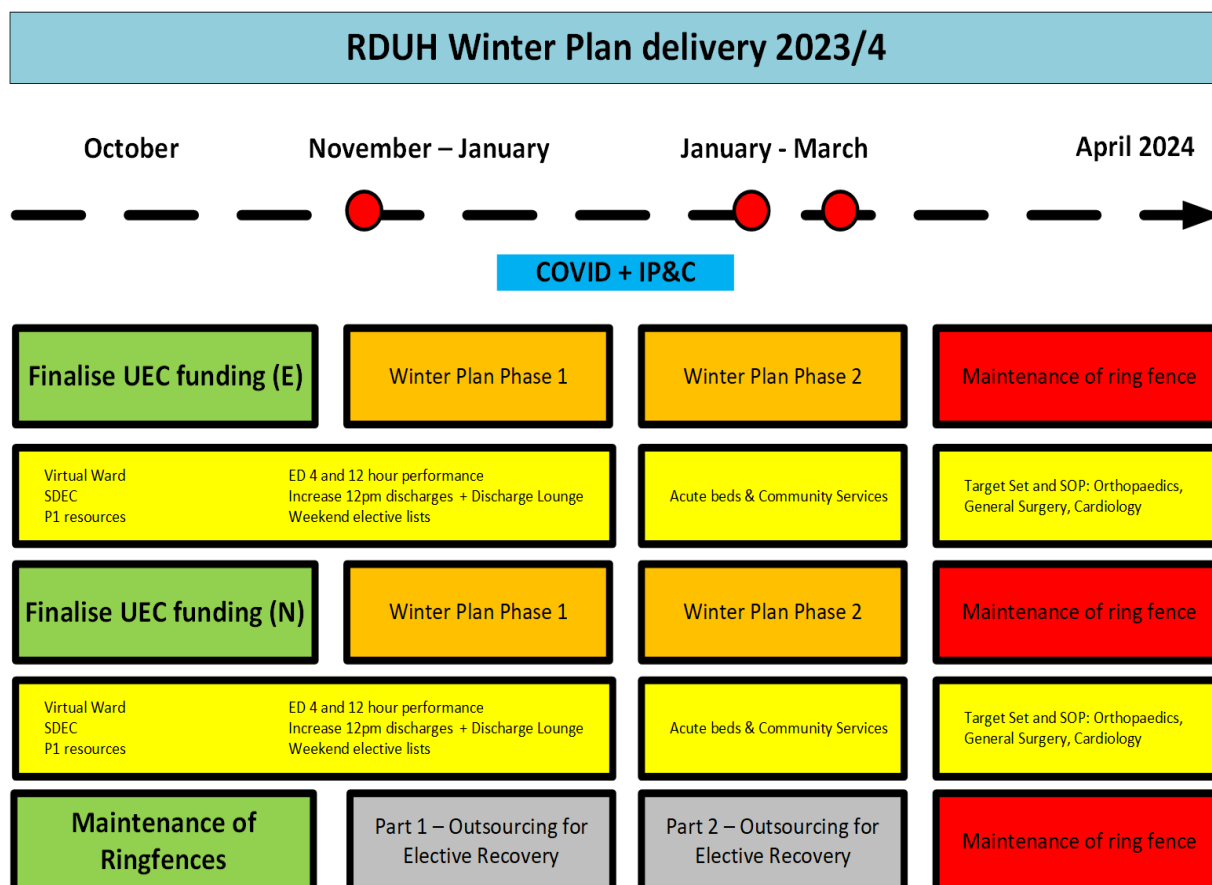 RDUH Winter Plan delivery 2023/4
October
November – January
January - March
April 2024
COVID + IP&C
Finalise UEC funding (E)
Winter Plan Phase 1
Winter Plan Phase 2
Maintenance of ring fence
Virtual Ward
SDEC
P1 resources
ED 4 and 12 hour performance
Increase 12pm discharges + Discharge Lounge
Weekend elective lists
Acute beds & Community Services
Target Set and SOP: Orthopaedics,
General Surgery, Cardiology
Finalise UEC funding (N)
Winter Plan Phase 1
Winter Plan Phase 2
Maintenance of ring fence
Virtual Ward
SDEC
P1 resources
ED 4 and 12 hour performance
Increase 12pm discharges + Discharge Lounge
Weekend elective lists
Acute beds & Community Services
Target Set and SOP: Orthopaedics,
General Surgery, Cardiology
Maintenance of
Ringfences
Part 1 – Outsourcing for
Elective Recovery
Part 2 – Outsourcing for
Elective Recovery
Maintenance of ring fence